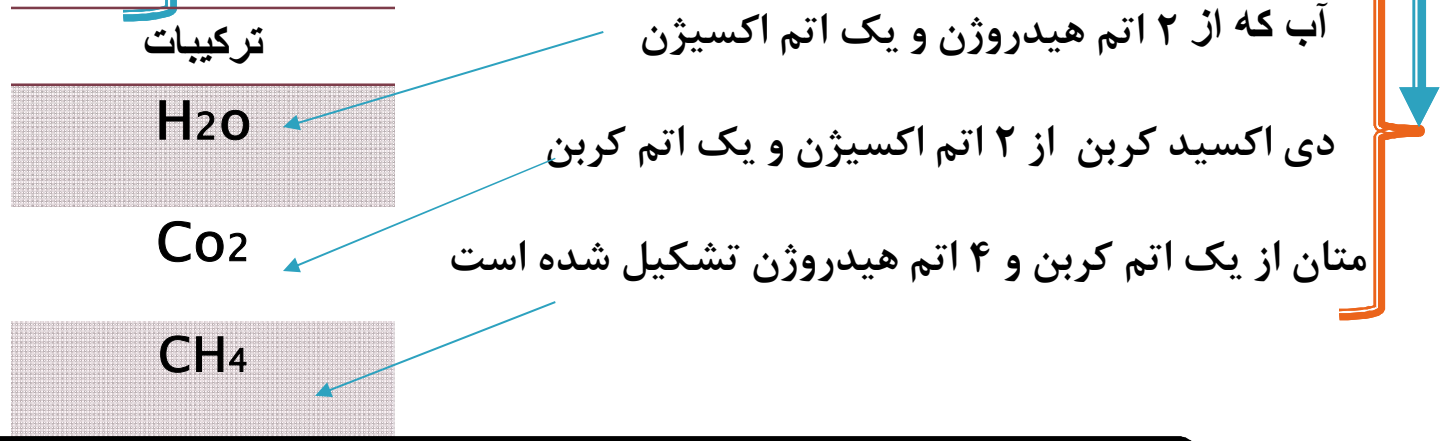 آب که از ۲ اتم هیدروژن و یک اتم اکسیژن
دی اکسید کربن از ۲ اتم اکسیژن و یک اتم کربن
متان از یک اتم کربن و ۴ اتم هیدروژن تشکیل شده است
ترکیبات
H2o
Co2
CH4